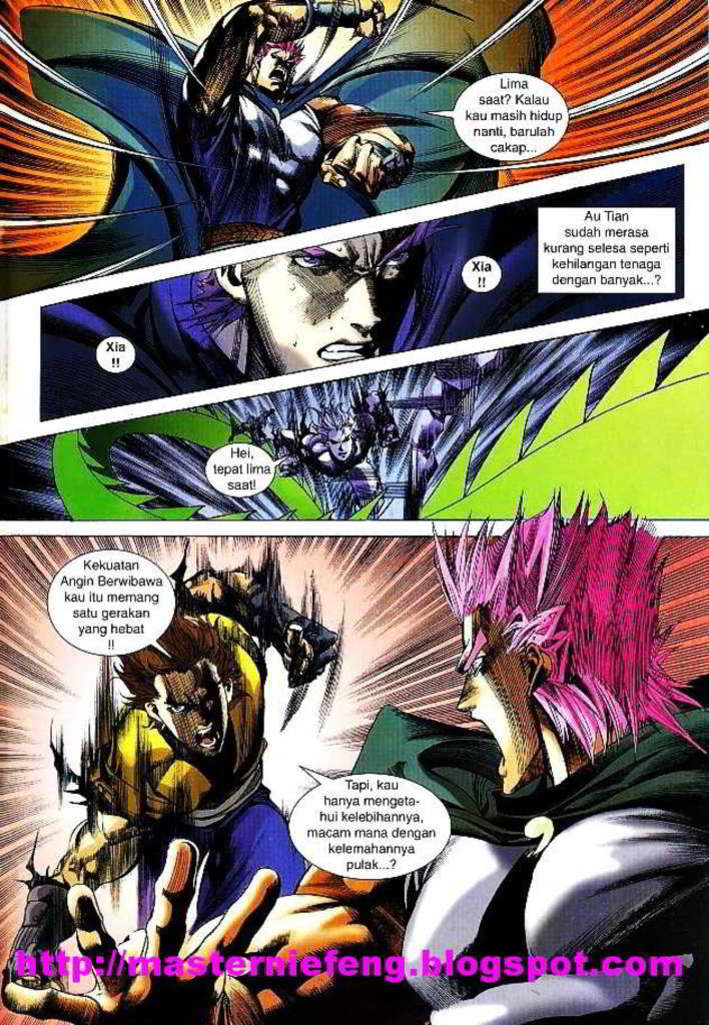 Lima
saat? Kalau
kau masih hidup
nanti, barulah
cakap...
Au Tian
sudah merasa
kurang selesa seperti
kehilangan tenaga
dengan banyak...?
Xia
!!
Xia
!!
Hei,
tepat lima
saat!
Kekuatan
Angin Berwibawa
kau itu memang
satu gerakan
yang hebat
!!
Tapi, kau
hanya mengeta-
hui kelebihannya,
macam mana dengan
kelemahannya
pulak...?
http://masterniefeng.blogspot.com